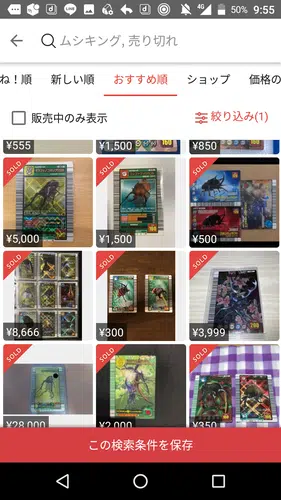 4G
50%
9:55
ムシキング, 売り切れ
ね！順
新しい順
おすすめ順
ショップ
価格の
販売中のみ表示
絞り込み(1)
¥555
¥1,500
160
¥850
SOLD
SOLD
SOLD
¥5,000
¥1,500
¥500
SOLD
SOLD
SOLD
¥8,666
¥300
¥3,999
200
SOLD
SOLD
SOLD
¥28,000
¥2,000
¥350
この検索条件を保存